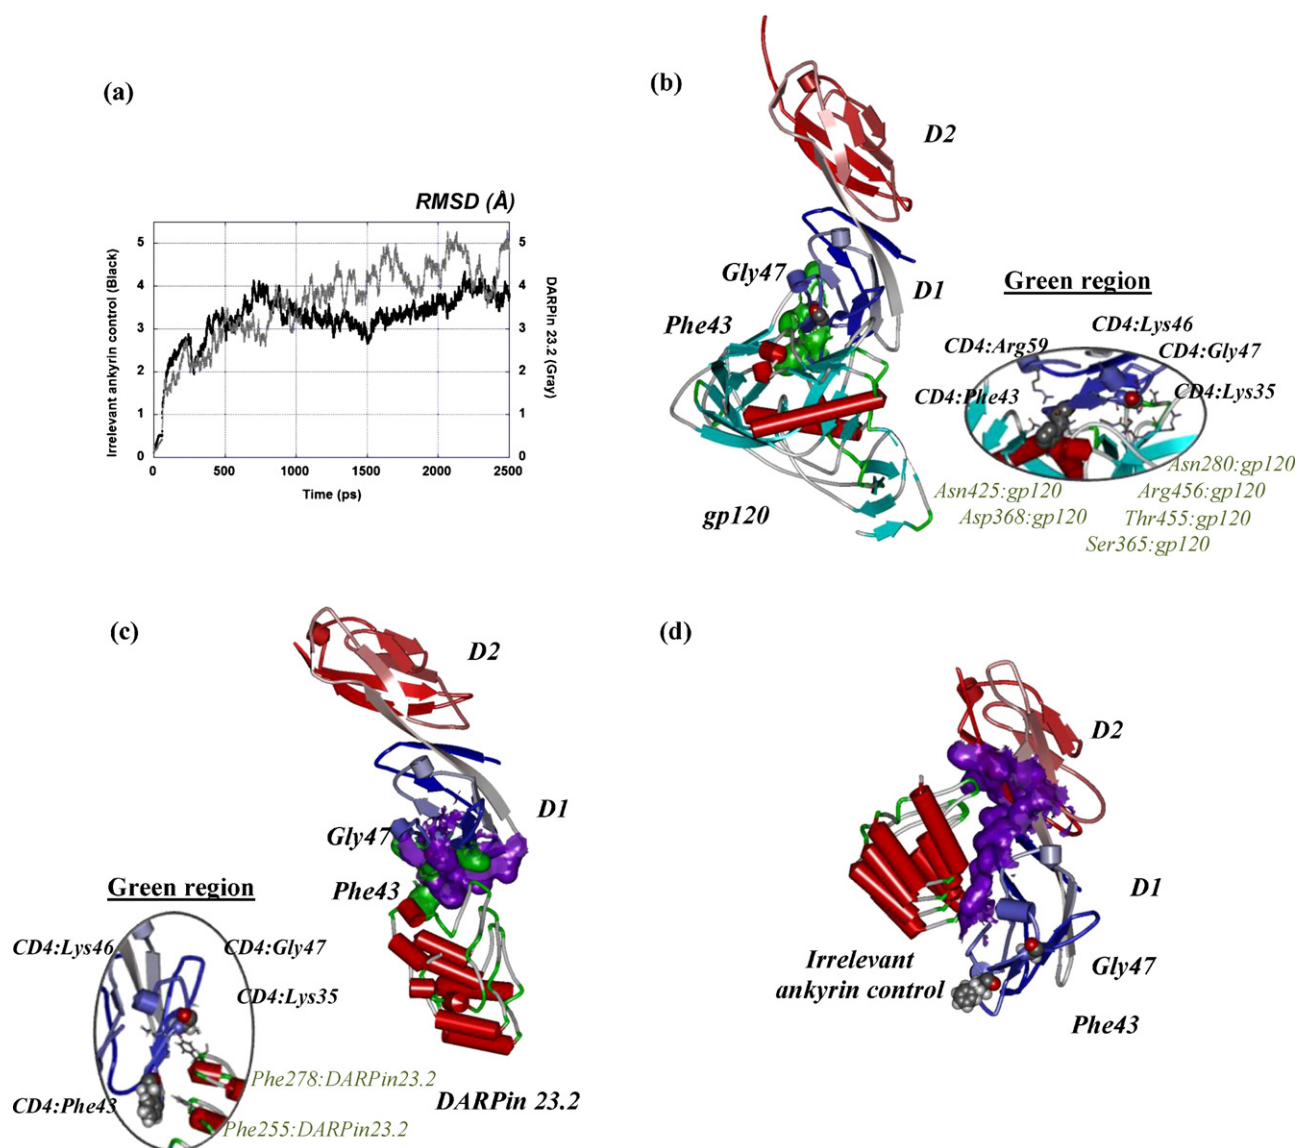 (a)
RMSD (Å)
Irrelevant ankyrin control (Black)
5
4
3
2
1
0
5
4
3
2
1
0
DARPin 23.2 (Gray)
0
500
1000
1500
2000
2500
Time (ps)
(b)
D2
Gly47
D1
Phe43
gp120
Green region
CD4:Lys46
CD4:Arg59
CD4:Gly47
CD4:Phe43
CD4:Lys35
Asn280:gp120
Asn425:gp120
Arg456:gp120
Asp368:gp120
Thr455:gp120
Ser365:gp120
(c)
D2
D1
Gly47
Phe43
Green region
CD4:Lys46
CD4:Gly47
CD4:Lys35
Phe278:DARPin23.2
CD4:Phe43
Phe255:DARPin23.2
DARPin 23.2
(d)
D2
D1
Irrelevant
ankyrin control
Gly47
Phe43